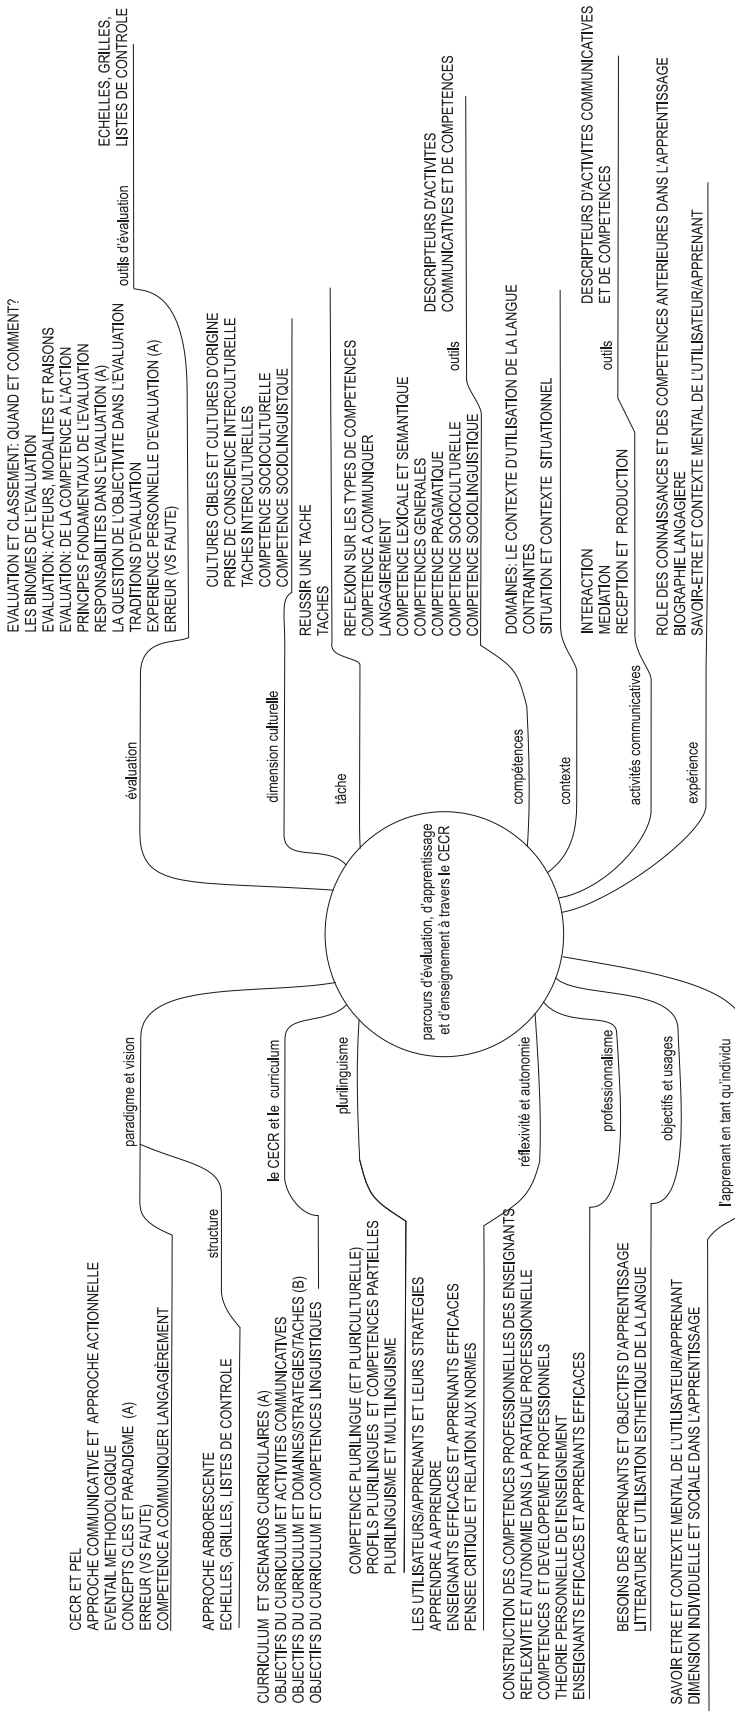 parcours d'évaluation, d'apprentissage
et d'enseignement à travers le CECR
paradigme et vision
CECR ET PEL
APPROCHE COMMUNICATIVE ET APPROCHE ACTIONNELLE
EVENTAIL METHODOLOGIQUE
CONCEPTS CLES ET PARADIGME (A)
ERREUR (VS FAUTE)
COMPETENCE A COMMUNIQUER LANGAGIÈREMENT
structure
APPROCHE ARBORESCENTE
ECHELLES, GRILLES, LISTES DE CONTROLE
le CECR et le curriculum
CURRICULUM ET SCENARIOS CURRICULAIRES (A)
OBJECTIFS DU CURRICULUM ET ACTIVITES COMMUNICATIVES
OBJECTIFS DU CURRICULUM ET DOMAINES/STRATEGIES/TACHES (B)
OBJECTIFS DU CURRICULUM ET COMPETENCES LINGUISTIQUES
plurilinguisme
COMPETENCE PLURILINGUE (ET PLURICULTURELLE)
PROFILS PLURILINGUES ET COMPETENCES PARTIELLES
PLURILINGUISME ET MULTILINGUISME
réflexivité et autonomie
LES UTILISATEURS/APPRENANTS ET LEURS STRATEGIES
APPRENDRE A APPRENDRE
ENSEIGNANTS EFFICACES ET APPRENANTS EFFICACES
PENSEE CRITIQUE ET RELATION AUX NORMES
professionnalisme
CONSTRUCTION DES COMPETENCES PROFESSIONNELLES DES ENSEIGNANTS
REFLEXIVITE ET AUTONOMIE DANS LA PRATIQUE PROFESSIONNELLE
COMPETENCES ET DEVELOPPEMENT PROFESSIONNELS
THEORIE PERSONNELLE DE l'ENSEIGNEMENT
ENSEIGNANTS EFFICACES ET APPRENANTS EFFICACES
objectifs et usages
BESOINS DES APPRENANTS ET OBJECTIFS D'APPRENTISSAGE
LITTERATURE ET UTILISATION ESTHETIQUE DE LA LANGUE
l'apprenant en tant qu'individu
SAVOIR ETRE ET CONTEXTE MENTAL DE L'UTILISATEUR/APPRENANT
DIMENSION INDIVIDUELLE ET SOCIALE DANS L'APPRENTISSAGE
évaluation
EVALUATION ET CLASSEMENT: QUAND ET COMMENT?
LES BINOMES DE L'EVALUATION
EVALUATION: ACTEURS, MODALITES ET RAISONS
EVALUATION: DE LA COMPETENCE A L'ACTION
PRINCIPES FONDAMENTAUX DE L'EVALUATION
RESPONSABILITES DANS L'EVALUATION (A)
LA QUESTION DE L'OBJECTIVITE DANS L'EVALUATION
TRADITIONS D'EVALUATION
EXPERIENCE PERSONNELLE D'EVALUATION (A)
ERREUR (VS FAUTE)
outils d'évaluation
ECHELLES, GRILLES,
LISTES DE CONTROLE
dimension culturelle
CULTURES CIBLES ET CULTURES D'ORIGINE
PRISE DE CONSCIENCE INTERCULTURELLE
TACHES INTERCULTURELLES
COMPETENCE SOCIOCULTURELLE
COMPETENCE SOCIOLINGUISTQUE
tâche
REUSSIR UNE TACHE
TACHES
compétences
REFLEXION SUR LES TYPES DE COMPETENCES
COMPETENCE A COMMUNIQUER
LANGAGIEREMENT
COMPETENCE LEXICALE ET SEMANTIQUE
COMPETENCES GENERALES
COMPETENCE PRAGMATIQUE
COMPETENCE SOCIOCULTURELLE
COMPETENCE SOCIOLINGUISTIQUE
outils
DESCRIPTEURS D'ACTIVITES
COMMUNICATIVES ET DE COMPETENCES
contexte
DOMAINES: LE CONTEXTE D'UTILISATION DE LA LANGUE
CONTRAINTES
SITUATION ET CONTEXTE SITUATIONNEL
activités communicatives
INTERACTION
MEDIATION
RECEPTION ET PRODUCTION
outils
DESCRIPTEURS D'ACTIVITES COMMUNICATIVES
ET DE COMPETENCES
expérience
ROLE DES CONNAISSANCES ET DES COMPETENCES ANTERIEURES DANS L'APPRENTISSAGE
BIOGRAPHIE LANGAGIERE
SAVOIR-ETRE ET CONTEXTE MENTAL DE L'UTILISATEUR/APPRENANT